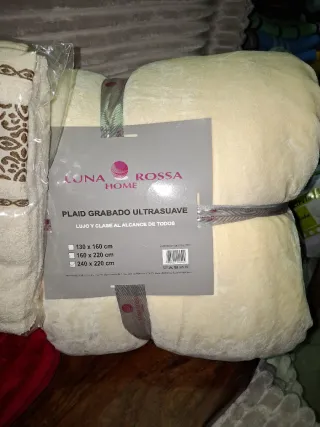 LUNA ROSSA
HOME
PLAID GRABADO ULTRASUAVE
LUJO Y CLASE AL ALCANCE DE TODOS
130 x 160 cm
160 x 220 cm
240 x 220 cm